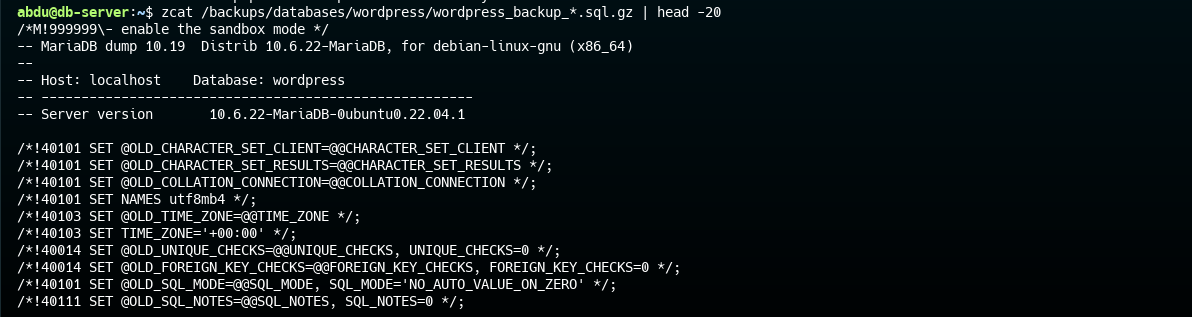 abdu@db-server:~$ zcat /backups/databases/wordpress/wordpress_backup_*.sql.gz | head -20
/*M!999999\- enable the sandbox mode */
-- MariaDB dump 10.19  Distrib 10.6.22-MariaDB, for debian-linux-gnu (x86_64)
--
-- Host: localhost    Database: wordpress
-- ------------------------------------------------------
-- Server version       10.6.22-MariaDB-0ubuntu0.22.04.1

/*!40101 SET @OLD_CHARACTER_SET_CLIENT=@@CHARACTER_SET_CLIENT */;
/*!40101 SET @OLD_CHARACTER_SET_RESULTS=@@CHARACTER_SET_RESULTS */;
/*!40101 SET @OLD_COLLATION_CONNECTION=@@COLLATION_CONNECTION */;
/*!40101 SET NAMES utf8mb4 */;
/*!40103 SET @OLD_TIME_ZONE=@@TIME_ZONE */;
/*!40103 SET TIME_ZONE='+00:00' */;
/*!40014 SET @OLD_UNIQUE_CHECKS=@@UNIQUE_CHECKS, UNIQUE_CHECKS=0 */;
/*!40014 SET @OLD_FOREIGN_KEY_CHECKS=@@FOREIGN_KEY_CHECKS, FOREIGN_KEY_CHECKS=0 */;
/*!40101 SET @OLD_SQL_MODE=@@SQL_MODE, SQL_MODE='NO_AUTO_VALUE_ON_ZERO' */;
/*!40111 SET @OLD_SQL_NOTES=@@SQL_NOTES, SQL_NOTES=0 */;